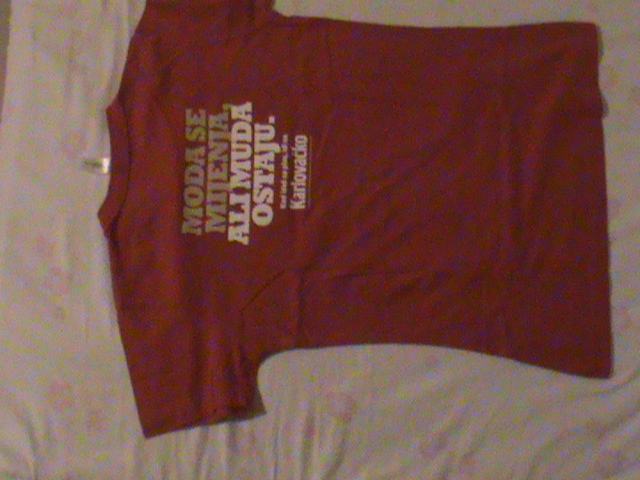 MODA SE
MIJENJA,
ALI MUDA
OSTAJU.
Karlovačko